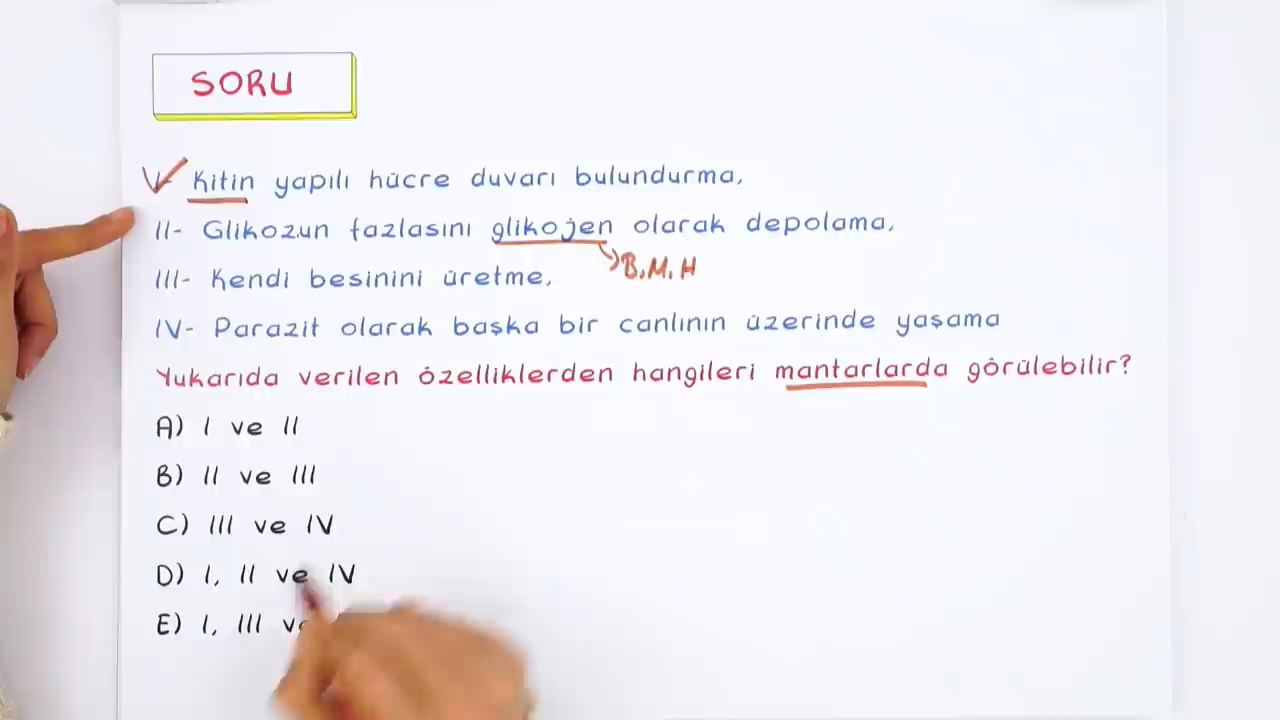 SORU
I- Kitin yapılı hücre duvarı bulundurma,
II- Glikozun fazlasını glikojen olarak depolama,
B.M.H
III- Kendi besinini üretme,
IV- Parazit olarak başka bir canlının üzerinde yaşama
Yukarıda verilen özelliklerden hangileri mantarlarda görülebilir?
A) I ve II
B) II ve III
C) III ve IV
D) I, II ve IV
E) I, III